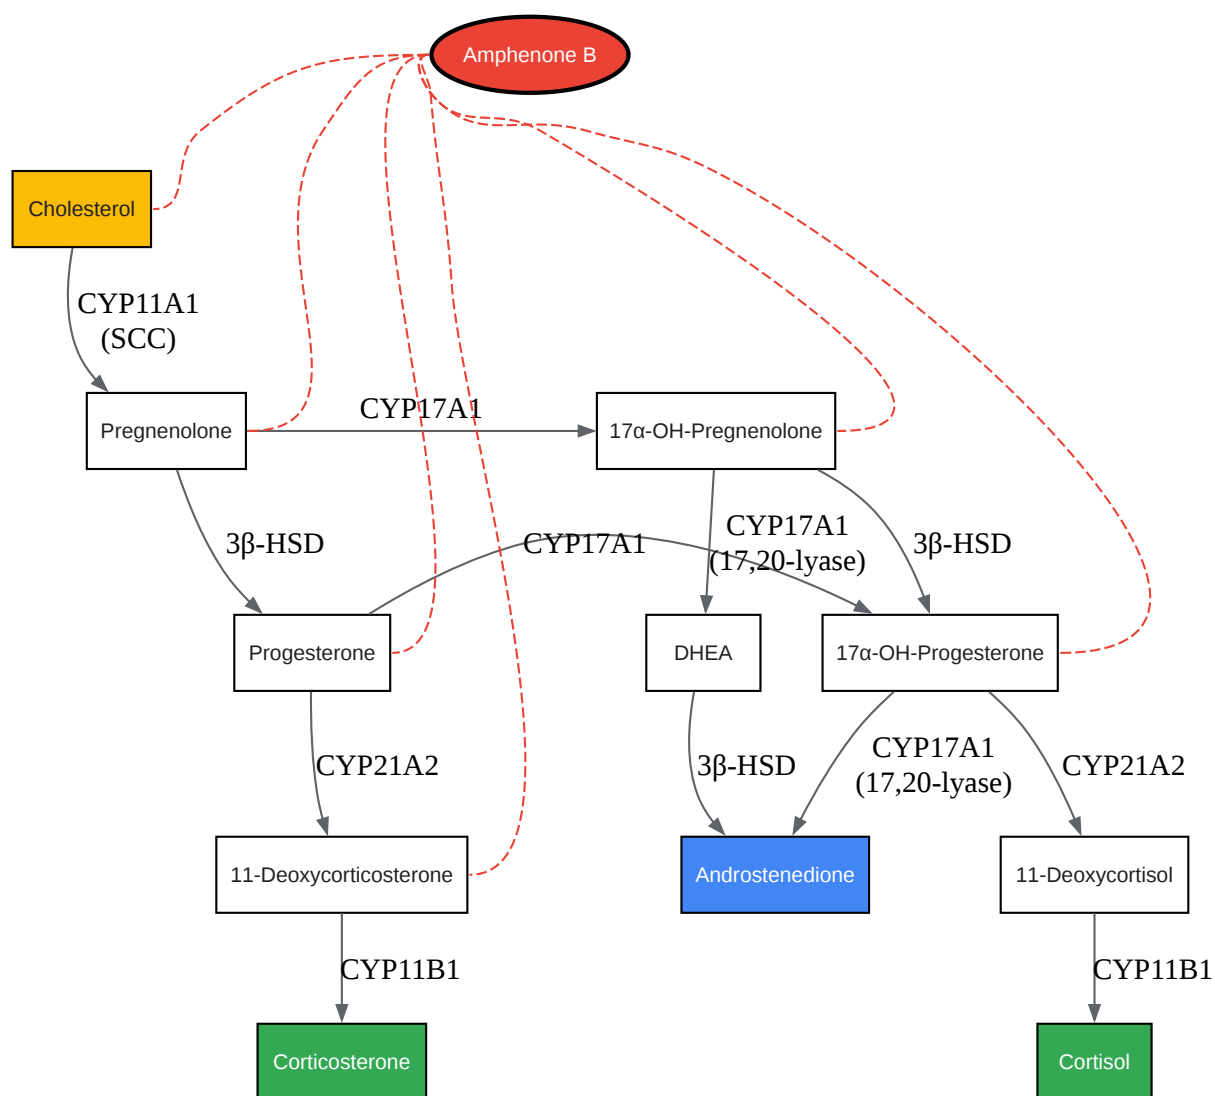 Amphenone B
Cholesterol
CYP11A1
(SCC)
Pregnenolone
CYP17A1
17α-OH-Pregnenolone
3β-HSD
CYP17A1
CYP17A1
(17,20-lyase)
3β-HSD
Progesterone
DHEA
17α-OH-Progesterone
CYP21A2
3β-HSD
CYP17A1
(17,20-lyase)
CYP21A2
11-Deoxycorticosterone
Androstenedione
11-Deoxycortisol
CYP11B1
CYP11B1
Corticosterone
Cortisol